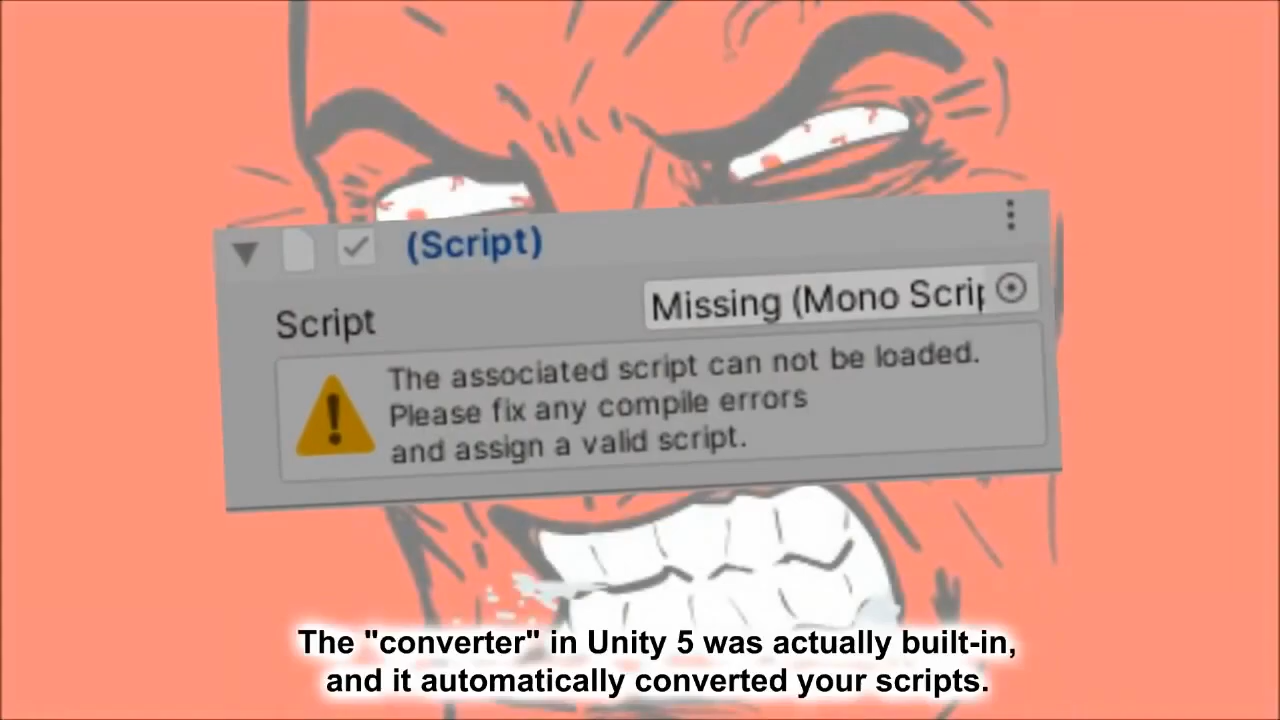 (Script)
Script
Missing (Mono Scrip
The associated script can not be loaded.
Please fix any compile errors
and assign a valid script.
The "converter" in Unity 5 was actually built-in,
and it automatically converted your scripts.